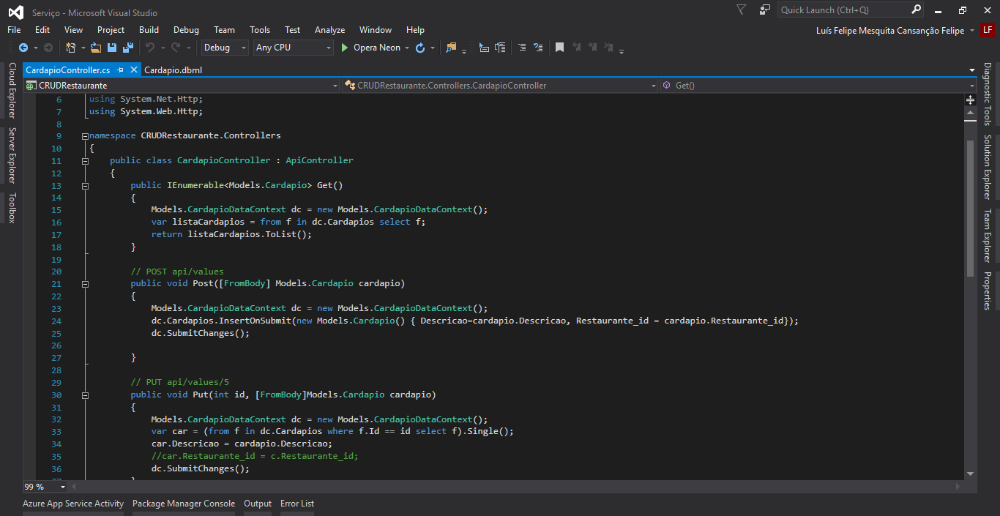 Serviço - Microsoft Visual Studio
Quick Launch (Ctrl+Q)
File Edit View Project Build Debug Team Tools Test Analyze Window Help
Luís Felipe Mesquita Cansanção Felipe LF
Debug Any CPU Opera Neon
CardapioController.cs Cardapio.dbml
CRUDRestaurante CRUDRestaurante.Controllers.CardapioController Get()
Cloud Explorer
Server Explorer
Toolbox
6 using System.Net.Http;
7 using System.Web.Http;
8
9 namespace CRUDRestaurante.Controllers
10 {
11 public class CardapioController : ApiController
12 {
13 public IEnumerable<Models.Cardapio> Get()
14 {
15 Models.CardapioDataContext dc = new Models.CardapioDataContext();
16 var listaCardapios = from f in dc.Cardapios select f;
17 return listaCardapios.ToList();
18 }
19
20 // POST api/values
21 public void Post([FromBody] Models.Cardapio cardapio)
22 {
23 Models.CardapioDataContext dc = new Models.CardapioDataContext();
24 dc.Cardapios.InsertOnSubmit(new Models.Cardapio() { Descricao=cardapio.Descricao, Restaurante_id = cardapio.Restaurante_id});
25 dc.SubmitChanges();
26
27 }
28
29 // PUT api/values/5
30 public void Put(int id, [FromBody]Models.Cardapio cardapio)
31 {
32 Models.CardapioDataContext dc = new Models.CardapioDataContext();
33 var car = (from f in dc.Cardapios where f.Id == id select f).Single();
34 car.Descricao = cardapio.Descricao;
35 //car.Restaurante_id = c.Restaurante_id;
36 dc.SubmitChanges();
Diagnostic Tools
Solution Explorer
Team Explorer
Properties
99 %
Azure App Service Activity Package Manager Console Output Error List